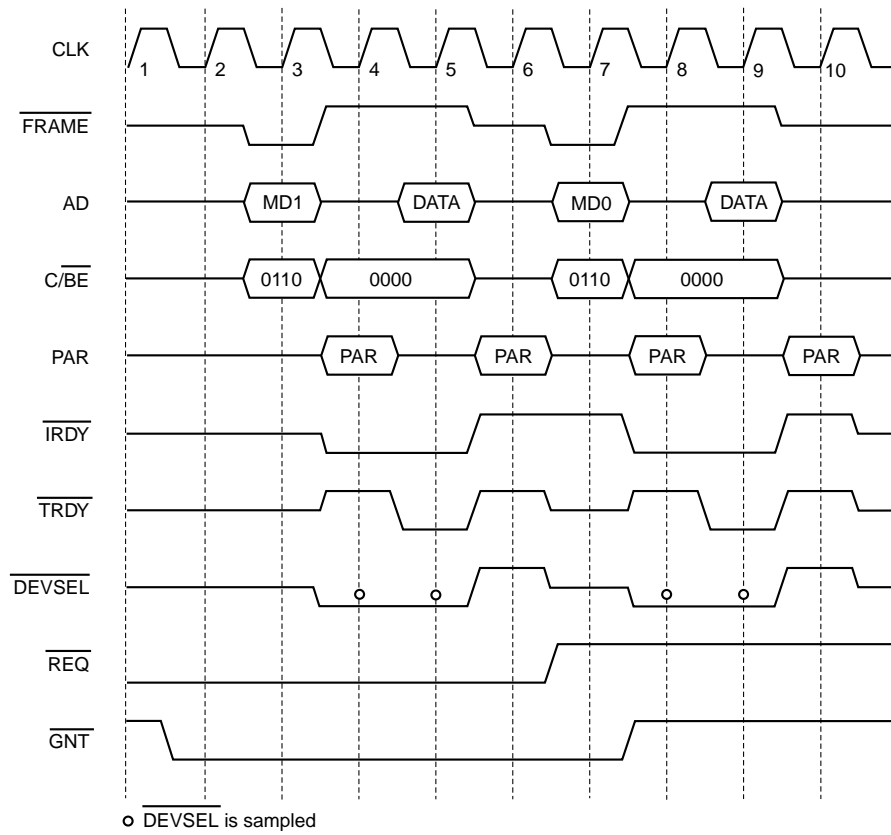 CLK
1 2 3 4 5 6 7 8 9 10
FRAME
AD
MD1 DATA MD0 DATA
C/BE
0110 0000 0110 0000
PAR
PAR PAR PAR PAR
IRDY
TRDY
DEVSEL
REQ
GNT
DEVSEL is sampled